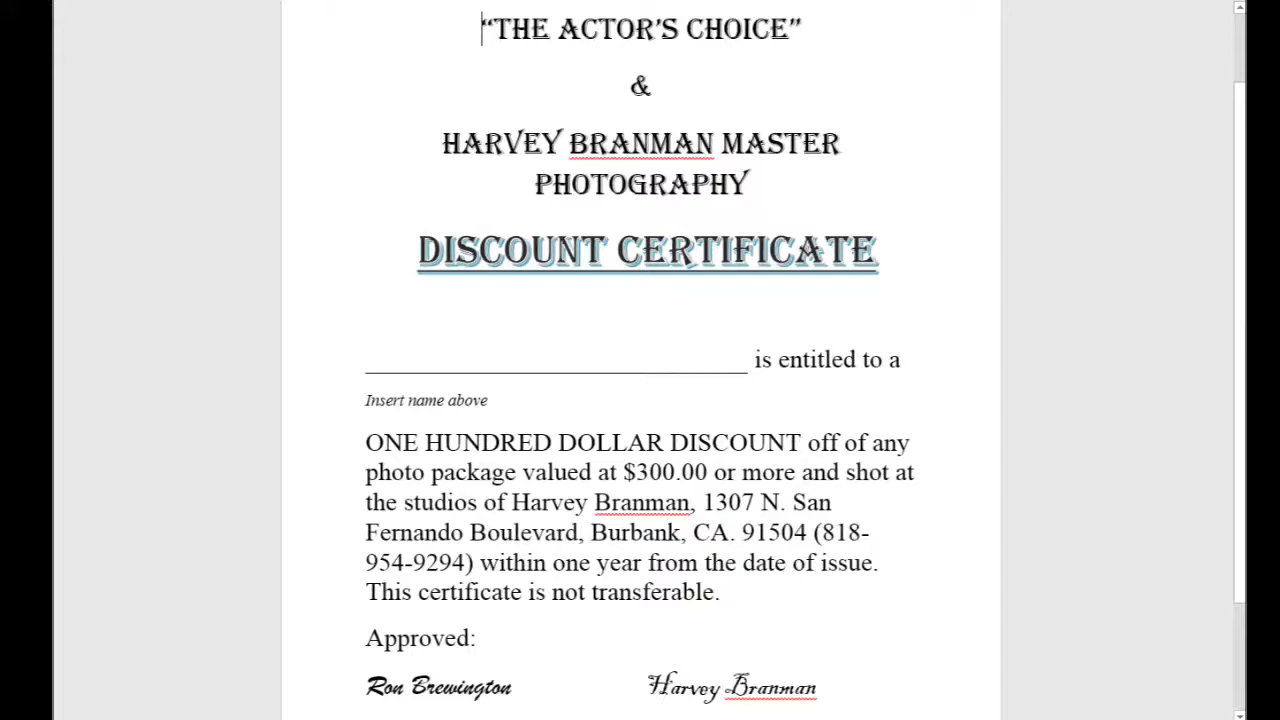 “THE ACTOR’S CHOICE”
&
HARVEY BRANMAN MASTER
PHOTOGRAPHY
DISCOUNT CERTIFICATE
______________________________ is entitled to a
Insert name above
ONE HUNDRED DOLLAR DISCOUNT off of any
photo package valued at $300.00 or more and shot at
the studios of Harvey Branman, 1307 N. San
Fernando Boulevard, Burbank, CA. 91504 (818-
954-9294) within one year from the date of issue.
This certificate is not transferable.
Approved:
Ron Brewington Harvey Branman